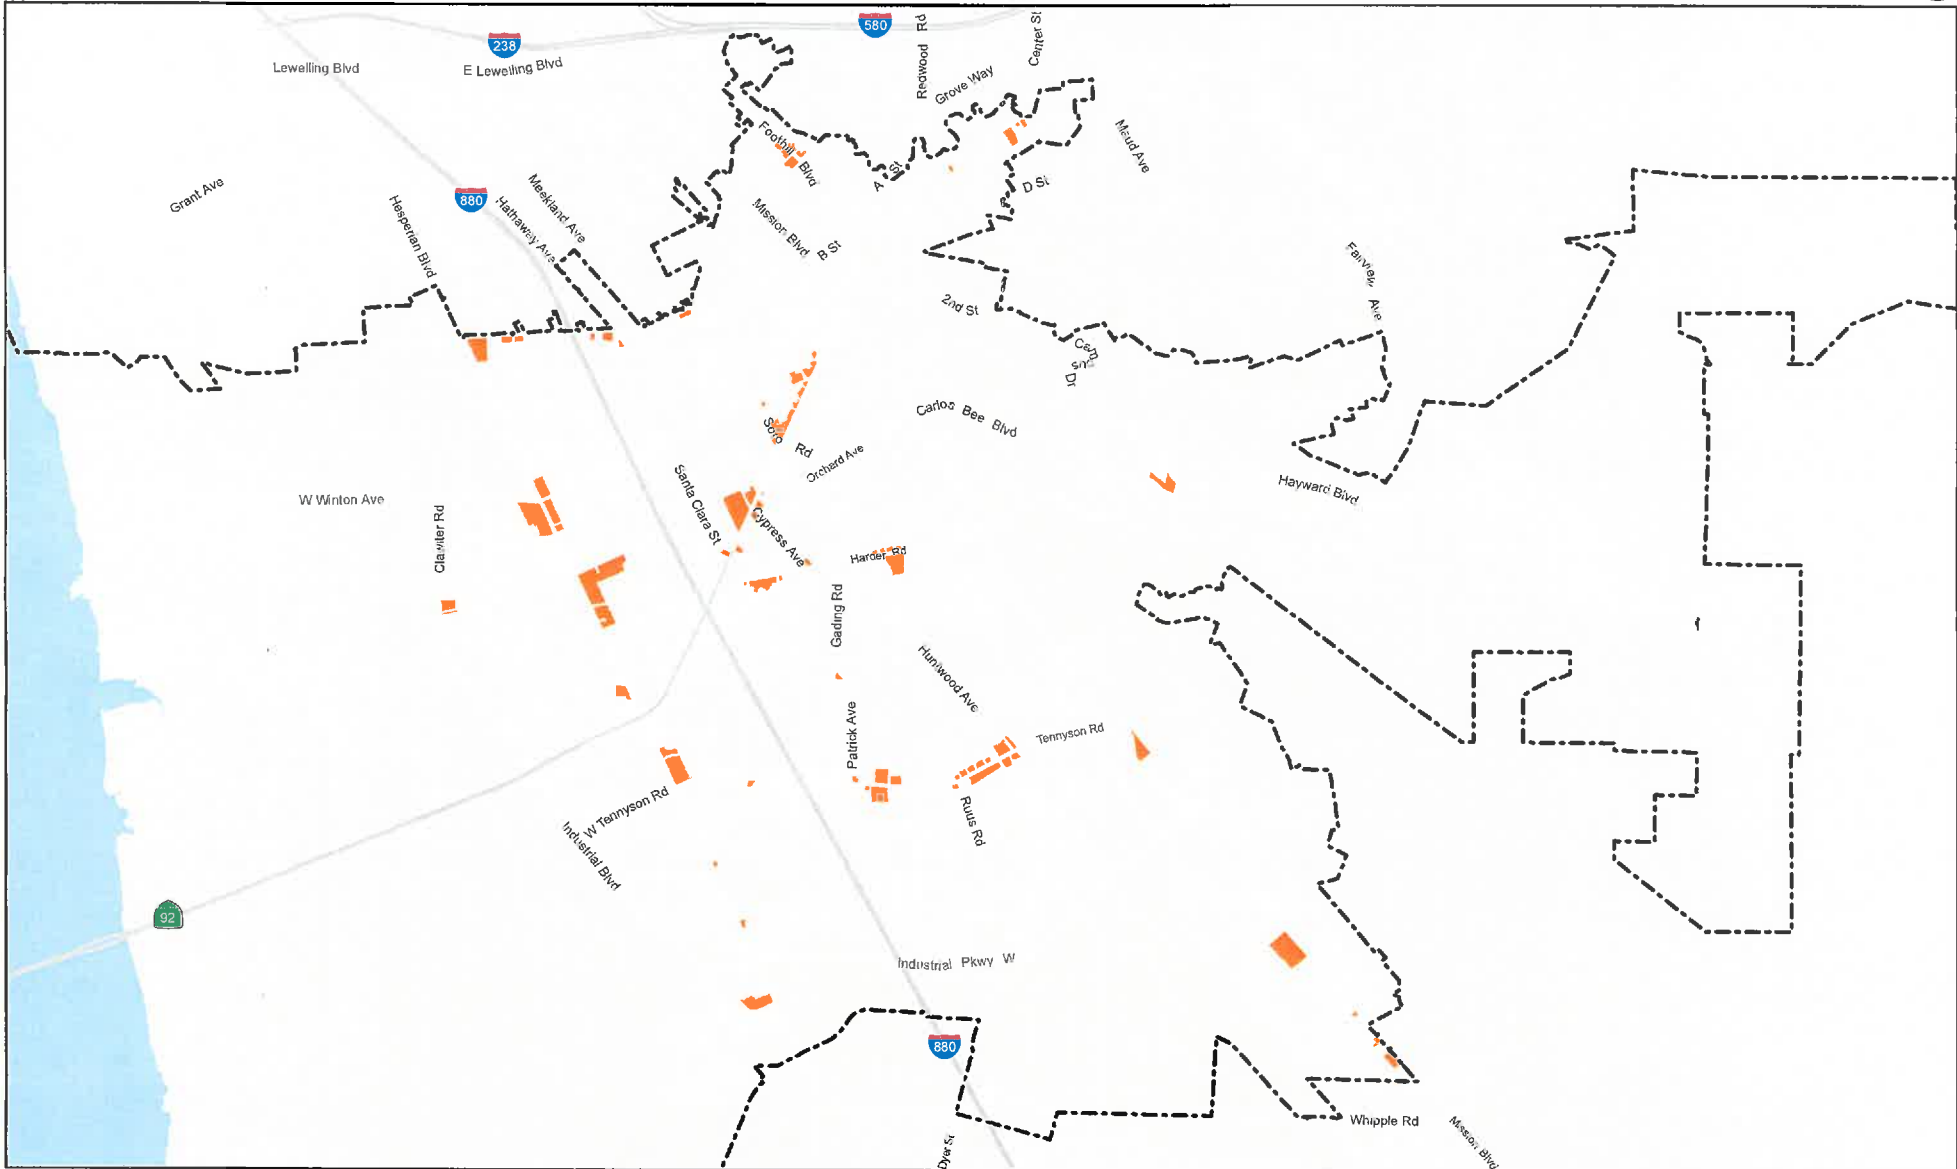 580
Redwood Rd
Center St
238
Lewelling Blvd
E Lewelling Blvd
Grove Way
Foothill Blvd
Maud Ave
A St
D St
Grant Ave
880
Meekland Ave
Hathaway Ave
Hesperian Blvd
Mission Blvd
B St
Fairview Ave
2nd St
Dr
Carlos Bee Blvd
Soto Rd
Orchard Ave
Santa Clara St
W Winton Ave
Hayward Blvd
Clawiter Rd
Cypress Ave
Harder Rd
Gading Rd
Huntwood Ave
Patrick Ave
Tennyson Rd
W Tennyson Rd
Ruus Rd
Industrial Blvd
92
Industrial Pkwy W
880
Whipple Rd
Mission Blvd
Dyer St